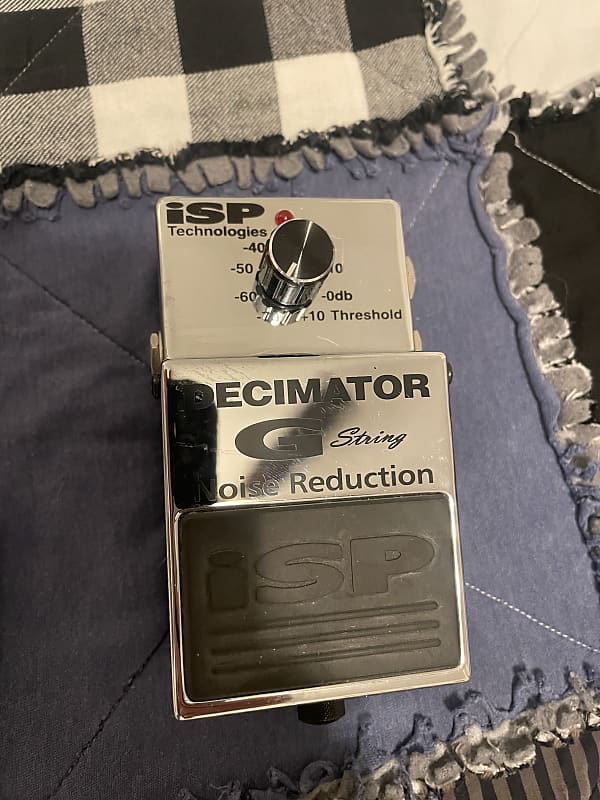 iSP
Technologies
-40
-50
-60
-0db
+10 Threshold
DECIMATOR
G String
Noise Reduction
iSP